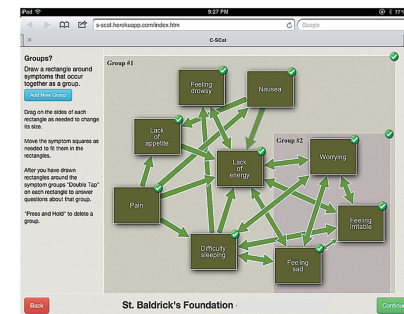 iPad
9:27 PM
77%
s-scat.herokuapp.com/index.htm
Google
C-SCat
Groups?
Draw a rectangle around
symptoms that occur
together as a group.
Add New Group
Drag on the sides of each
rectangle as needed to change
its size.
Move the symptom squares as
needed to fit them in the
rectangles.
After you have drawn
rectangles around the
symptom groups "Double Tap"
on each rectangle to answer
questions about that group.
"Press and Hold" to delete a
group.
Group #1
Feeling
drowsy
Nausea
Lack
of
appetite
Group #2
Worrying
Lack
of
energy
Pain
Feeling
irritable
Difficulty
sleeping
Feeling
sad
Back
St. Baldrick's Foundation
Continue